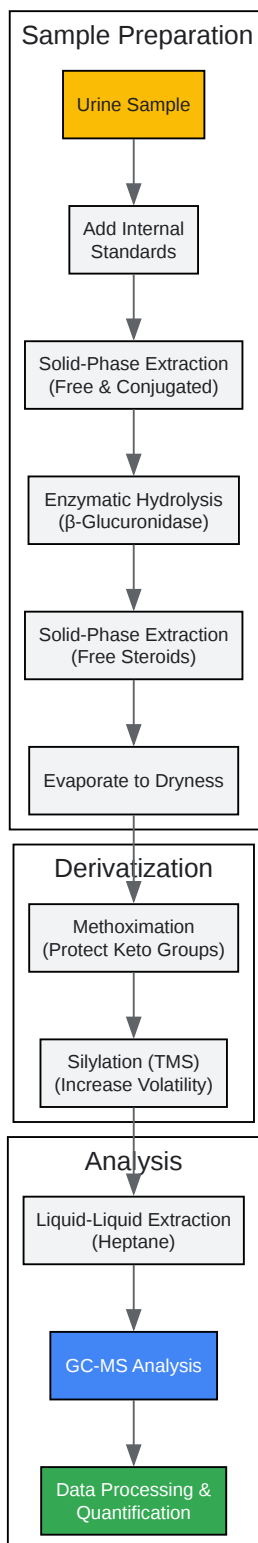 Sample Preparation
Urine Sample
Add Internal
Standards
Solid-Phase Extraction
(Free & Conjugated)
Enzymatic Hydrolysis
(β-Glucuronidase)
Solid-Phase Extraction
(Free Steroids)
Evaporate to Dryness
Derivatization
Methoximation
(Protect Keto Groups)
Silylation (TMS)
(Increase Volatility)
Analysis
Liquid-Liquid Extraction
(Heptane)
GC-MS Analysis
Data Processing &
Quantification